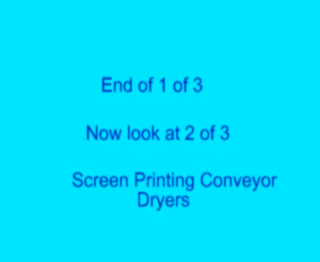 End of 1 of 3
Now look at 2 of 3
Screen Printing Conveyor
Dryers